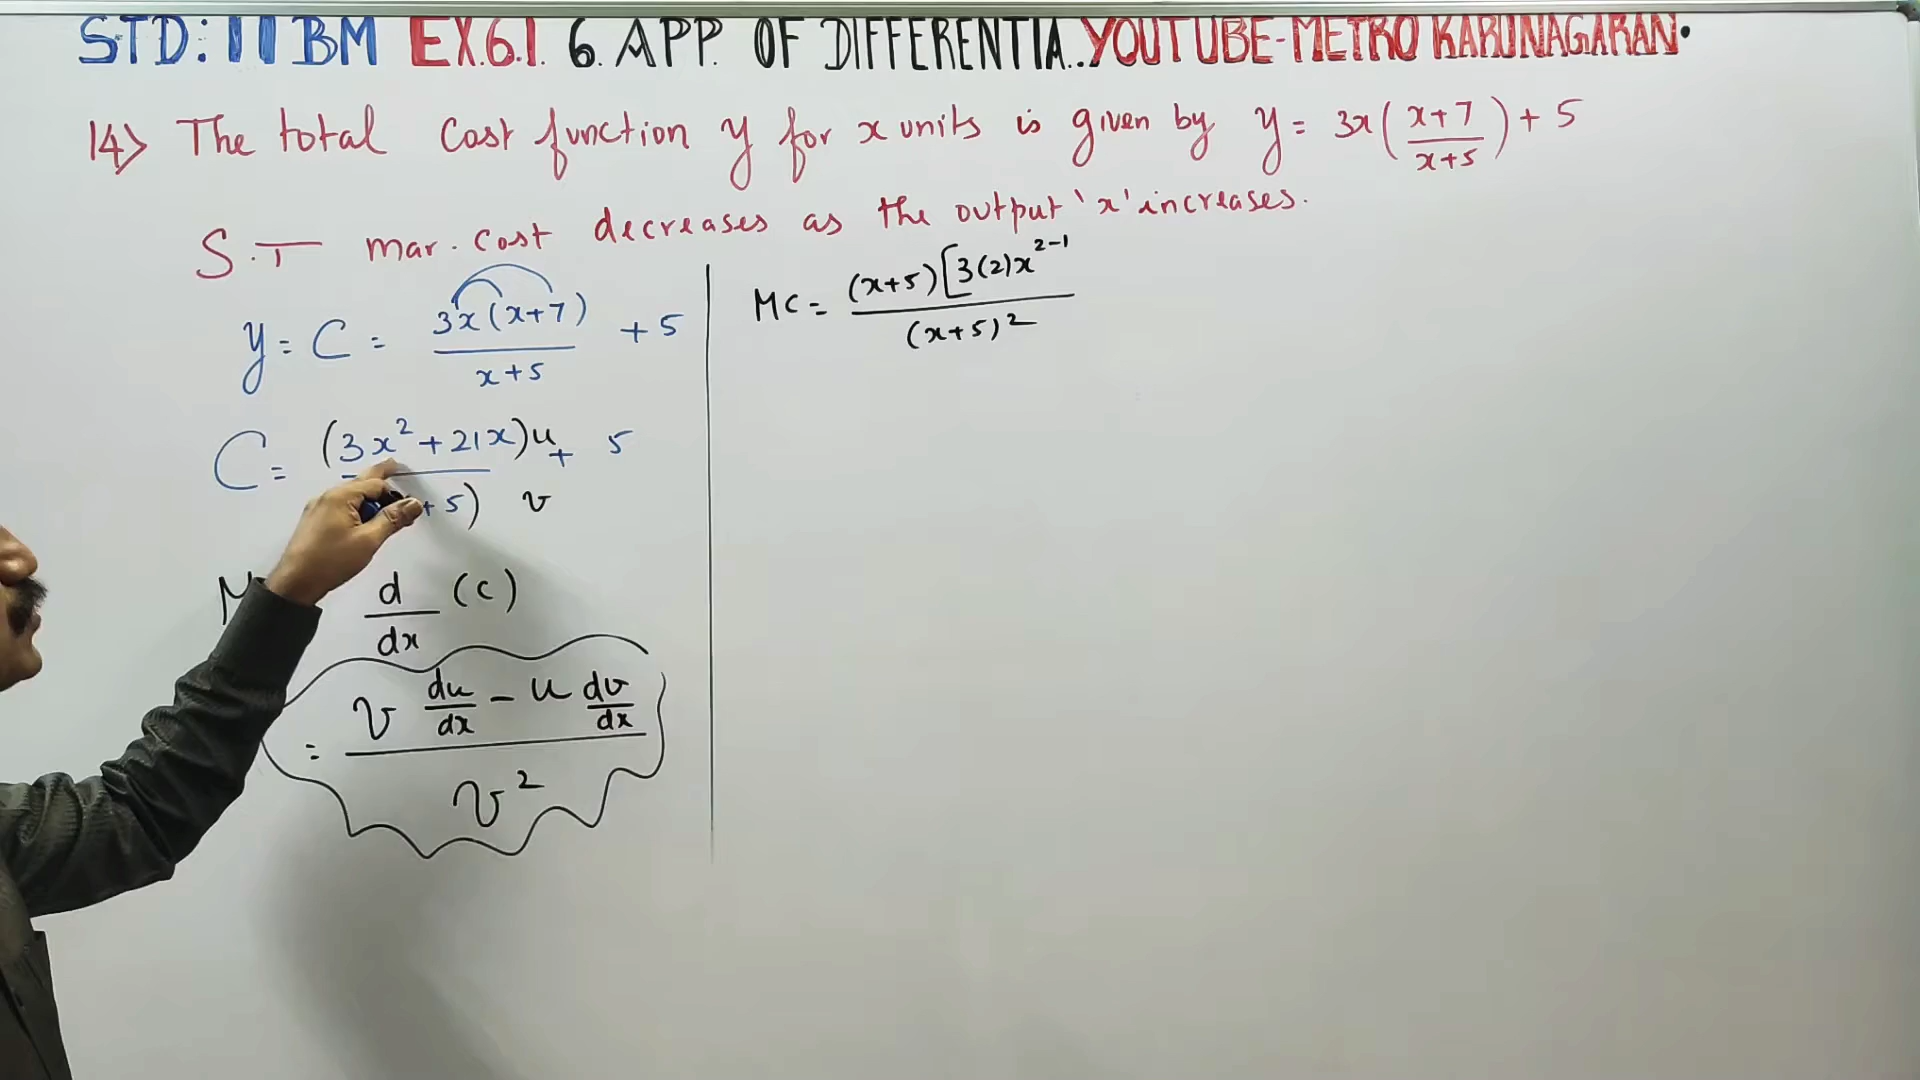 STD: 11 BM EX.6.1. 6. APP. OF DIFFERENTIA.. YOUTUBE-METRO KARUNAGARAN.
14) The total cost function y for x units is given by y = 3x((x+7)/(x+5)) + 5
S.T mar. cost decreases as the output 'x' increases.
y = C = 3x(x+7)/(x+5) + 5
C = (3x²+21x)u + 5
+5) v
d/dx (c)
= (v du/dx - u dv/dx)/v²
MC = (x+5)[3(2)x²⁻¹
(x+5)²